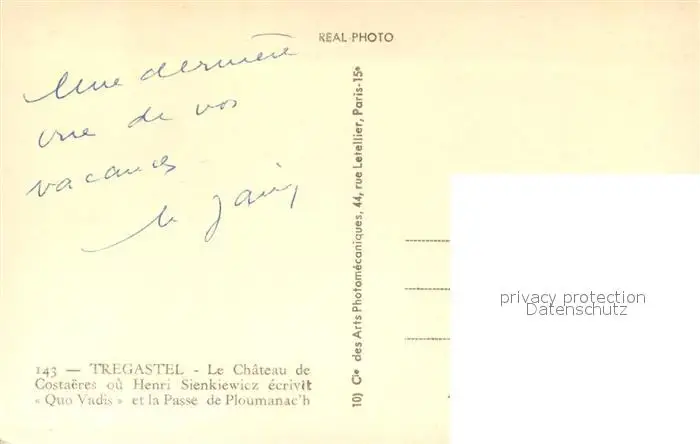 REAL-PHOTO
Une dernière
vue de vos
vacances
143 — TREGASTEL - Le Château de
Costaères où Henri Sienkiewicz écrivit
« Quo Vadis » et la Passe de Ploumanac'h
10) Cie des Arts Photomécaniques, 44, rue Letellier, Paris-15e
privacy protection
Datenschutz